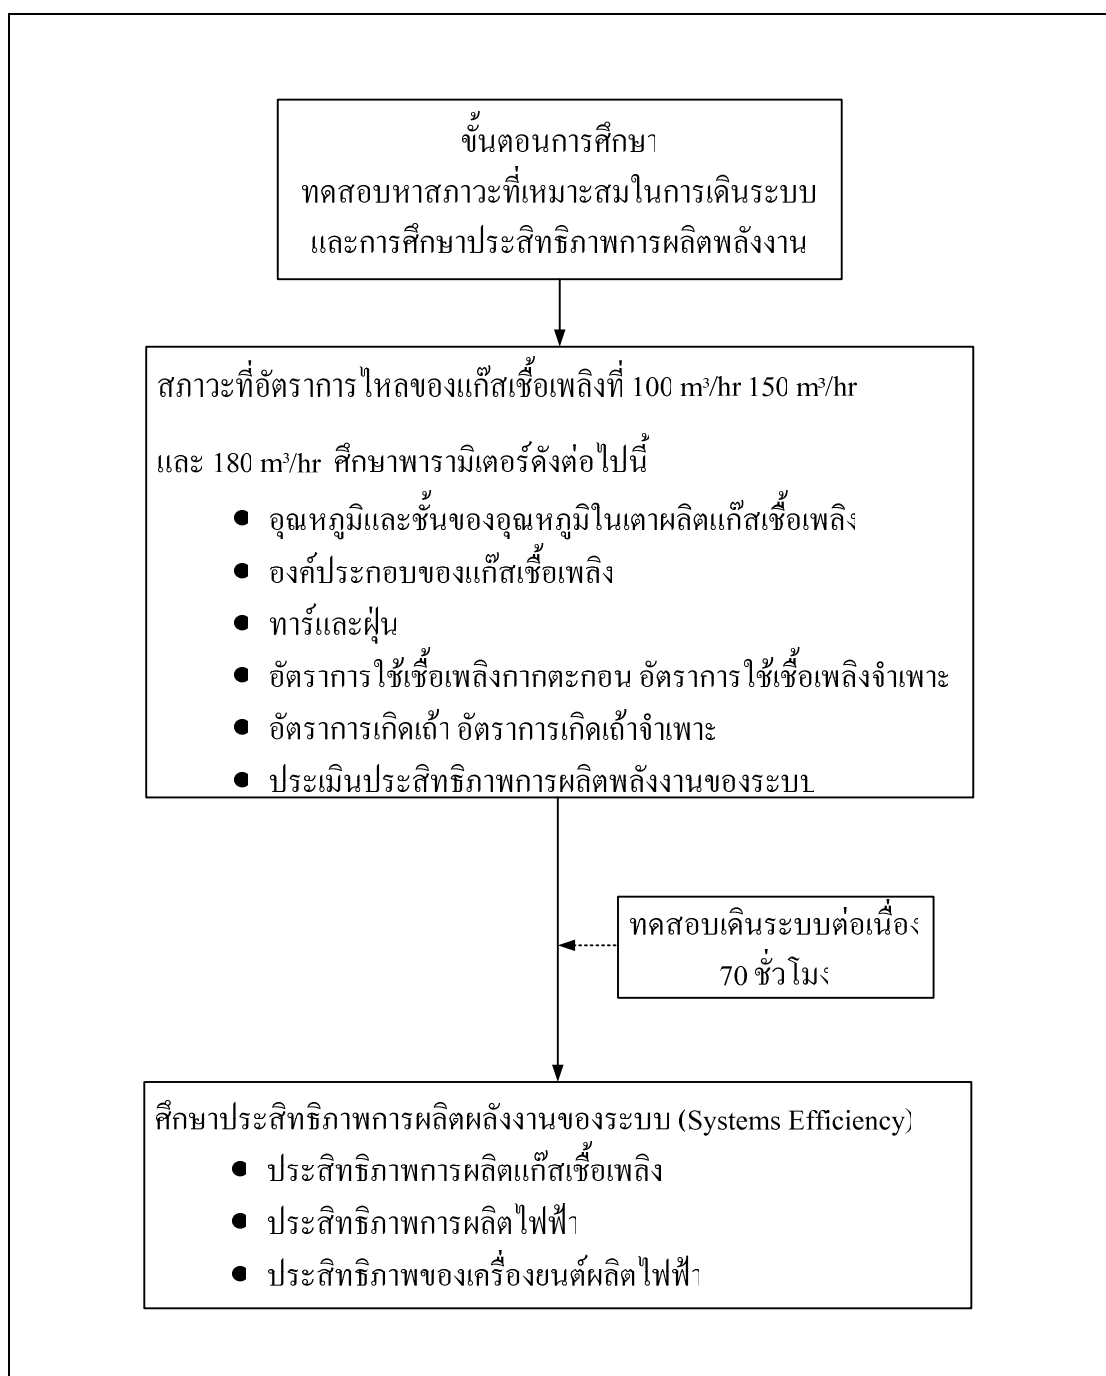 ขั้นตอนการศึกษา
ทดสอบหาสภาวะที่เหมาะสมในการเดินระบบ
และการศึกษาประสิทธิภาพการผลิตพลังงาน
สภาวะที่อัตราการไหลของแก๊สเชื้อเพลิงที่ 100 m³/hr 150 m³/hr
และ 180 m³/hr ศึกษาพารามิเตอร์ดังต่อไปนี้
● อุณหภูมิและชั้นของอุณหภูมิในเตาผลิตแก๊สเชื้อเพลิง
● องค์ประกอบของแก๊สเชื้อเพลิง
● ทาร์และฝุ่น
● อัตราการใช้เชื้อเพลิงกากตะกอน อัตราการใช้เชื้อเพลิงจำเพาะ
● อัตราการเกิดเถ้า อัตราการเกิดเถ้าจำเพาะ
● ประเมินประสิทธิภาพการผลิตพลังงานของระบบ
ทดสอบเดินระบบต่อเนื่อง
70 ชั่วโมง
ศึกษาประสิทธิภาพการผลิตผลังงานของระบบ (Systems Efficiency)
● ประสิทธิภาพการผลิตแก๊สเชื้อเพลิง
● ประสิทธิภาพการผลิตไฟฟ้า
● ประสิทธิภาพของเครื่องยนต์ผลิตไฟฟ้า